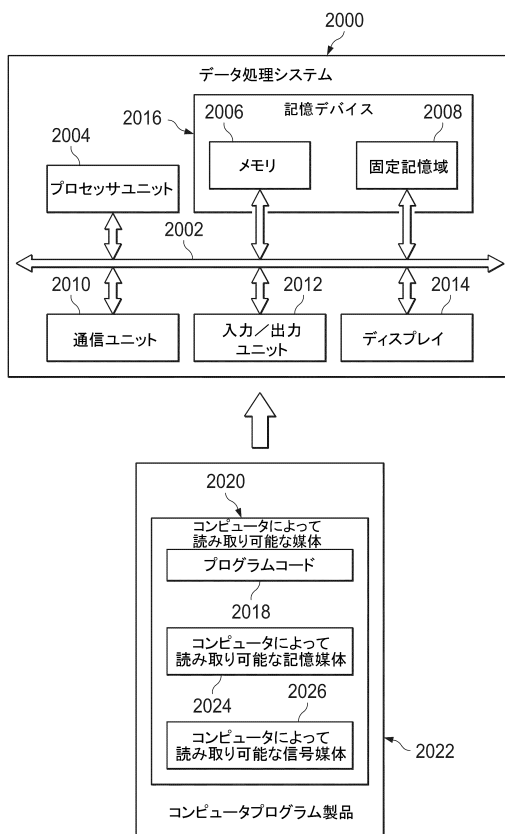 2000
データ処理システム
記憶デバイス
2016
2006
2008
2004
メモリ
固定記憶域
プロセッサユニット
2002
2010
2012
2014
通信ユニット
入力／出力
ユニット
ディスプレイ
2020
コンピュータによって
読み取り可能な媒体
プログラムコード
2018
コンピュータによって
読み取り可能な記憶媒体
2024
2026
コンピュータによって
読み取り可能な信号媒体
2022
コンピュータプログラム製品